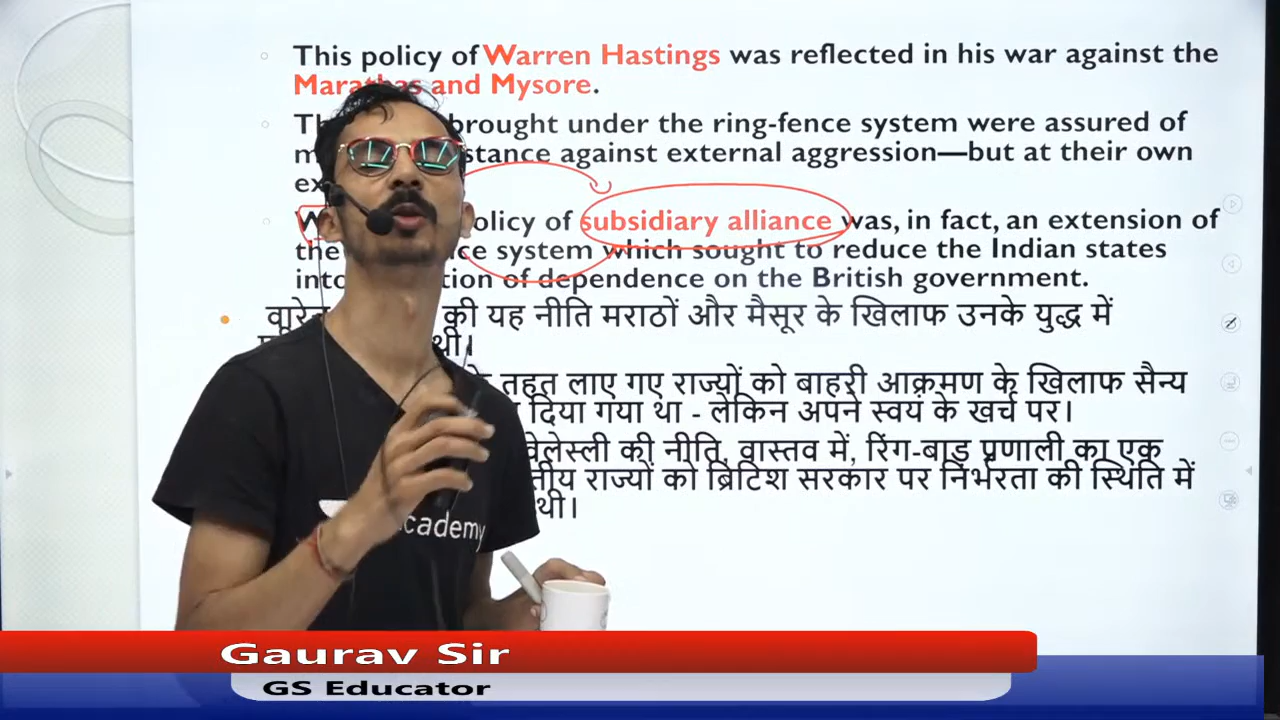 This policy of Warren Hastings was reflected in his war against the
Marathas and Mysore.
brought under the ring-fence system were assured of
against external aggression—but at their own
policy of subsidiary alliance was, in fact, an extension of
the system which sought to reduce the Indian states
into of dependence on the British government.
की यह नीति मराठों और मैसूर के खिलाफ उनके युद्ध में
थी।
के तहत लाए गए राज्यों को बाहरी आक्रमण के खिलाफ सैन्य
दिया गया था - लेकिन अपने स्वयं के खर्च पर।
वेलेस्ली की नीति, वास्तव में, रिंग-बाड़ प्रणाली का एक
राज्यों को ब्रिटिश सरकार पर निर्भरता की स्थिति में
थी।
Gaurav Sir
GS Educator